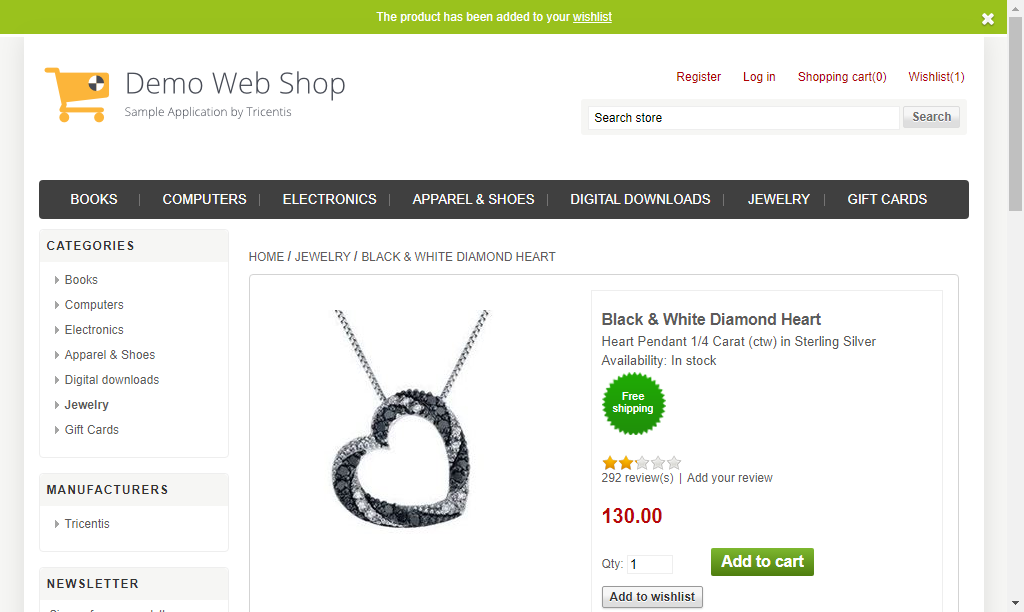 The product has been added to your wishlist
Demo Web Shop
Sample Application by Tricentis
Register Log in Shopping cart(0) Wishlist(1)
Search store Search
BOOKS COMPUTERS ELECTRONICS APPAREL & SHOES DIGITAL DOWNLOADS JEWELRY GIFT CARDS
CATEGORIES
Books
Computers
Electronics
Apparel & Shoes
Digital downloads
Jewelry
Gift Cards
MANUFACTURERS
Tricentis
NEWSLETTER
HOME / JEWELRY / BLACK & WHITE DIAMOND HEART
Black & White Diamond Heart
Heart Pendant 1/4 Carat (ctw) in Sterling Silver
Availability: In stock
Free
shipping
292 review(s) | Add your review
130.00
Qty: 1 Add to cart
Add to wishlist